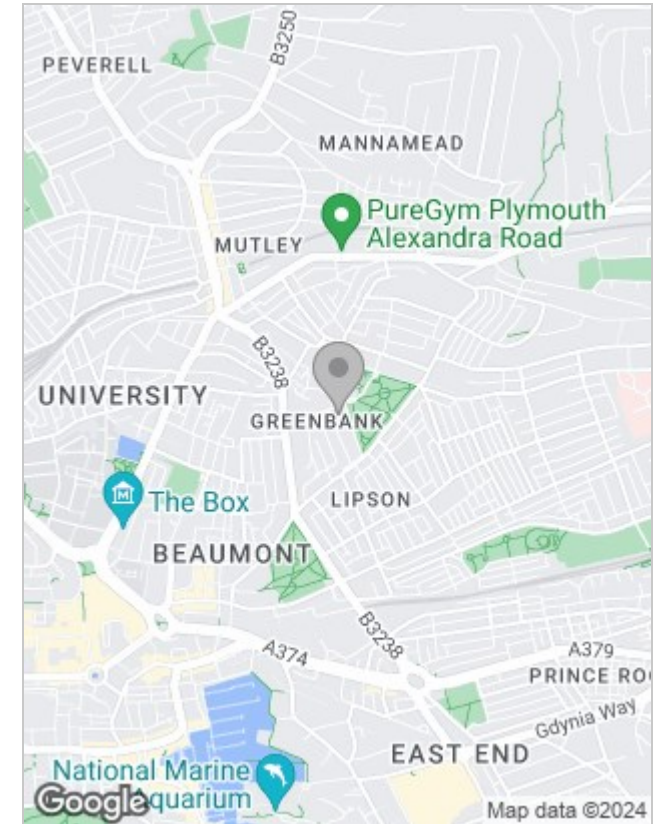 B3250
PEVERELL
MANNAMEAD
PureGym Plymouth
Alexandra Road
MUTLEY
B3238
UNIVERSITY
GREENBANK
The Box
LIPSON
BEAUMONT
B3238
A374
A379
PRINCE RO
Gdynia Way
EAST END
National Marine
Aquarium
Google
Map data ©2024